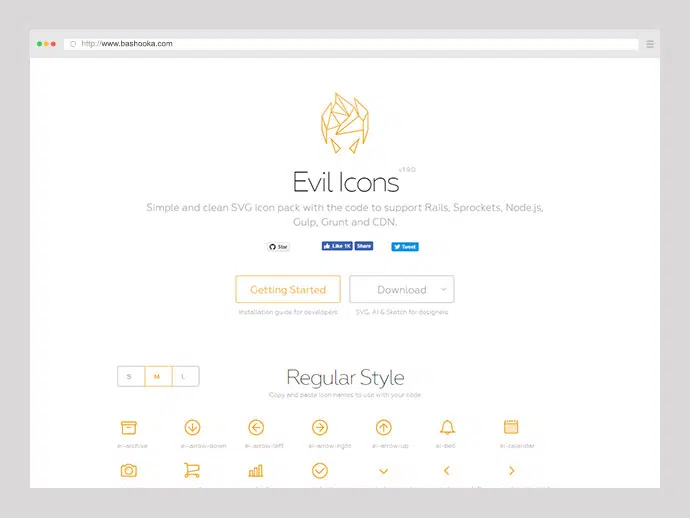 http://www.bashooka.com
v1.9.0
Evil Icons
Simple and clean SVG icon pack with the code to support Rails, Sprockets, Node.js,
Gulp, Grunt and CDN.
Star
Like 1K
Share
Tweet
Getting Started
Download
Installation guide for developers
SVG, AI & Sketch for designers
S M L
Regular Style
Copy and paste icon names to use with your code
ei-archive ei-arrow-down ei-arrow-left ei-arrow-right ei-arrow-up ei-bell ei-calendar